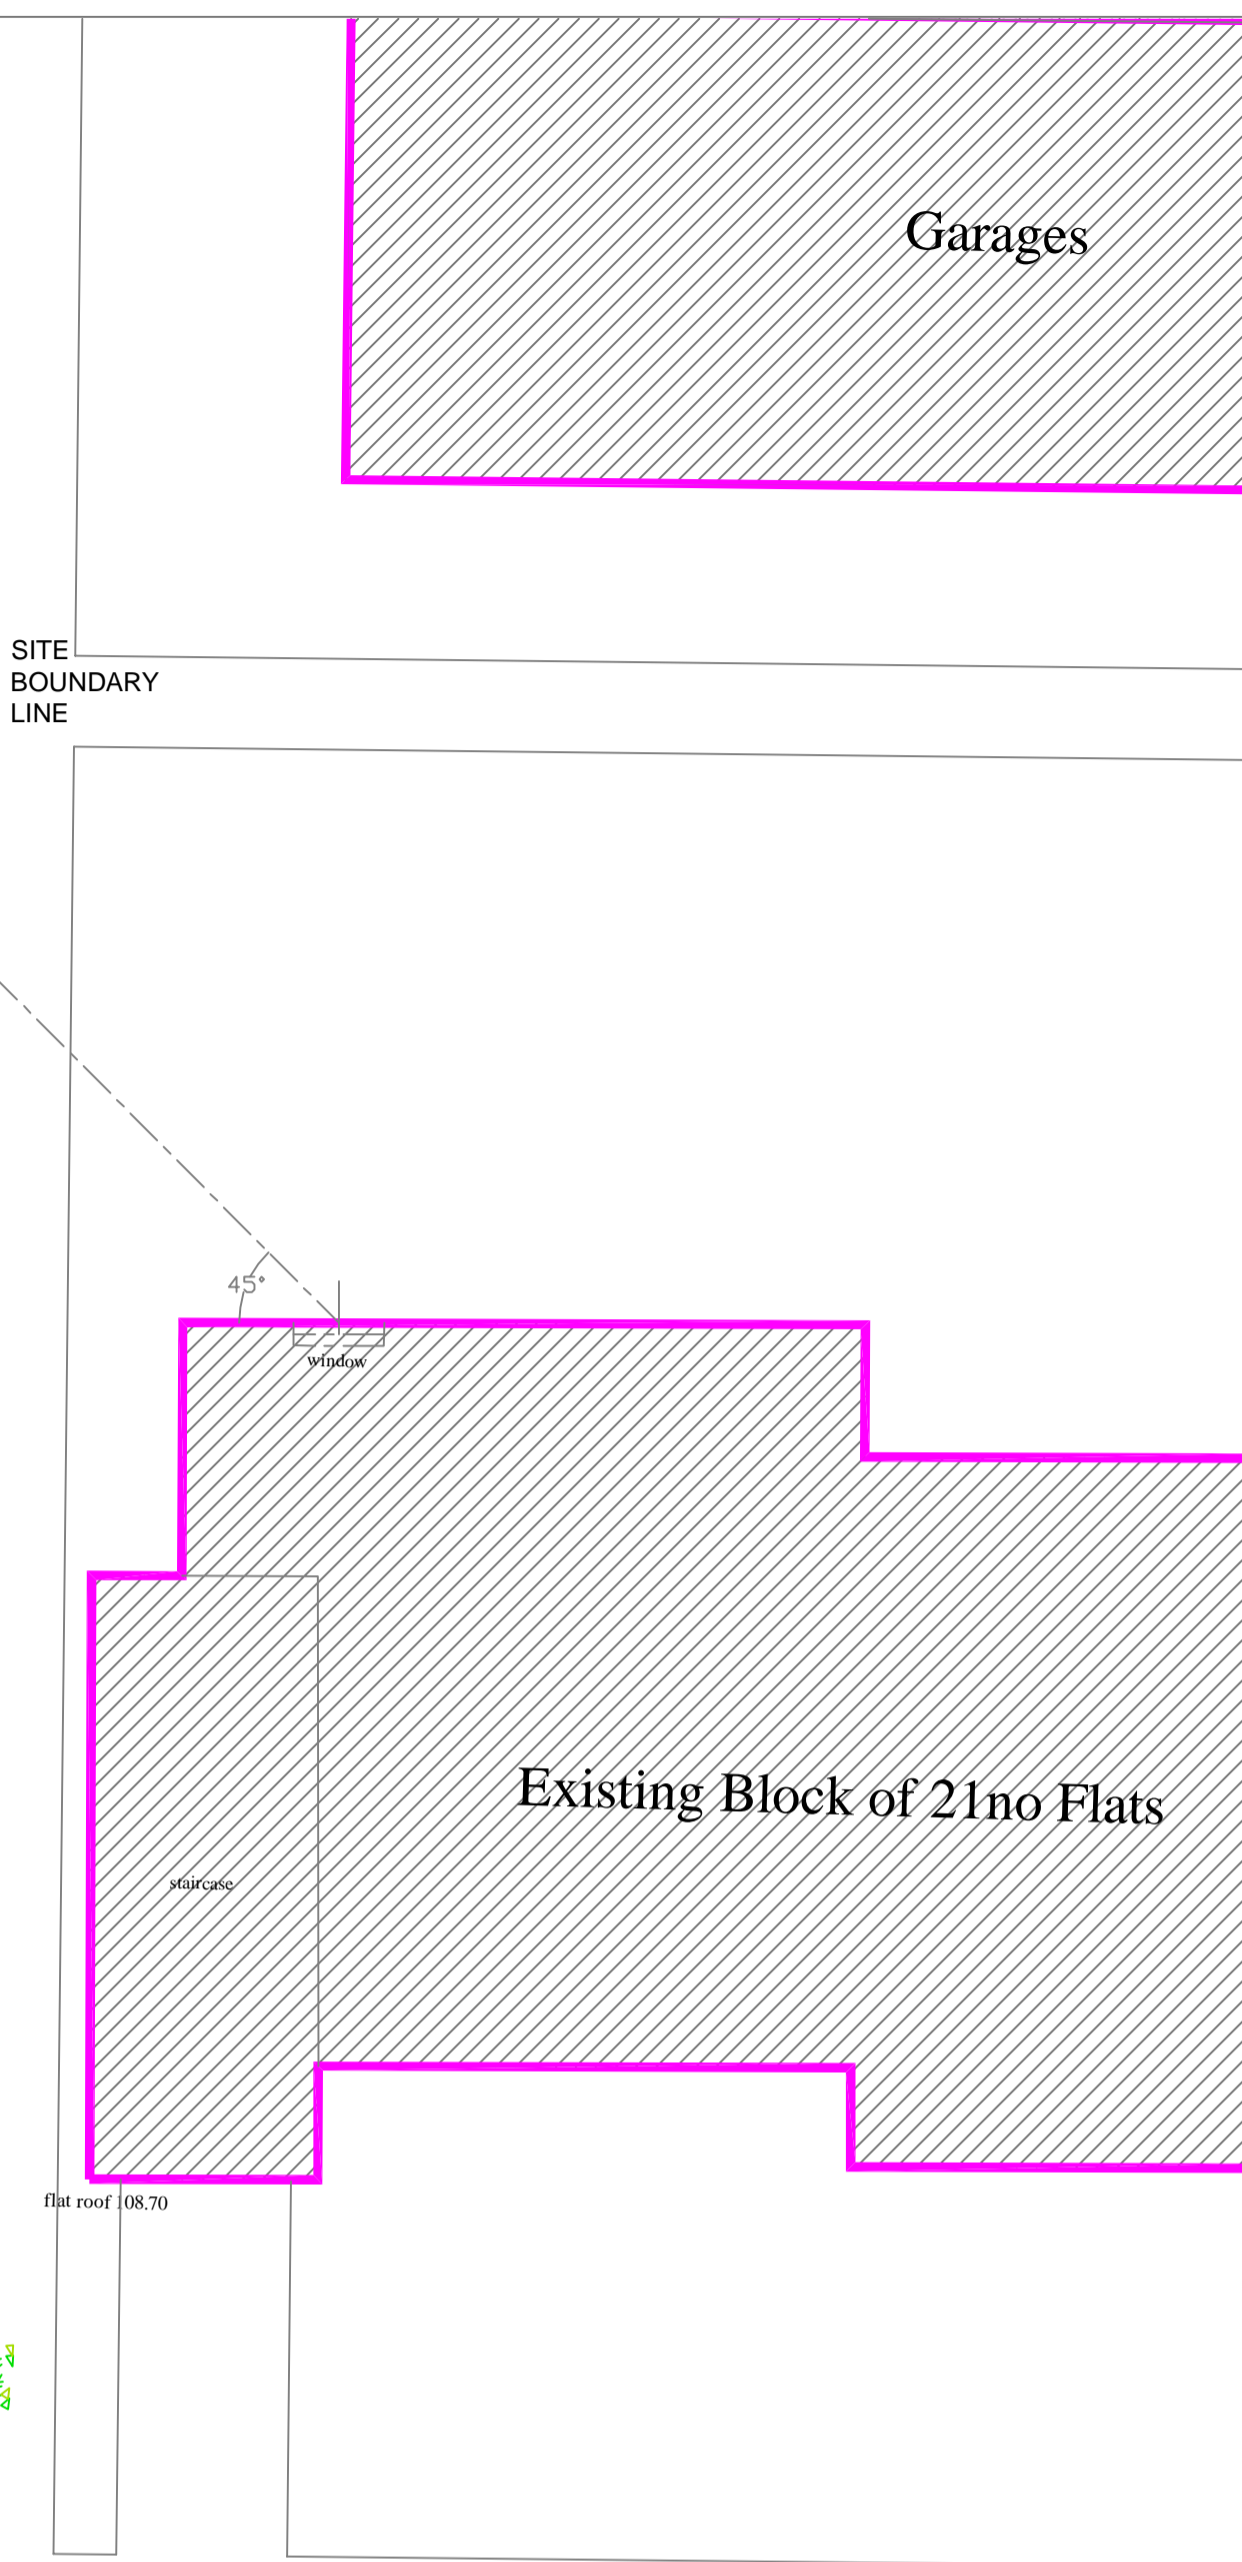 Garages
SITE
BOUNDARY
LINE
45°
window
Existing Block of 21no Flats
staircase
flat roof 108.70